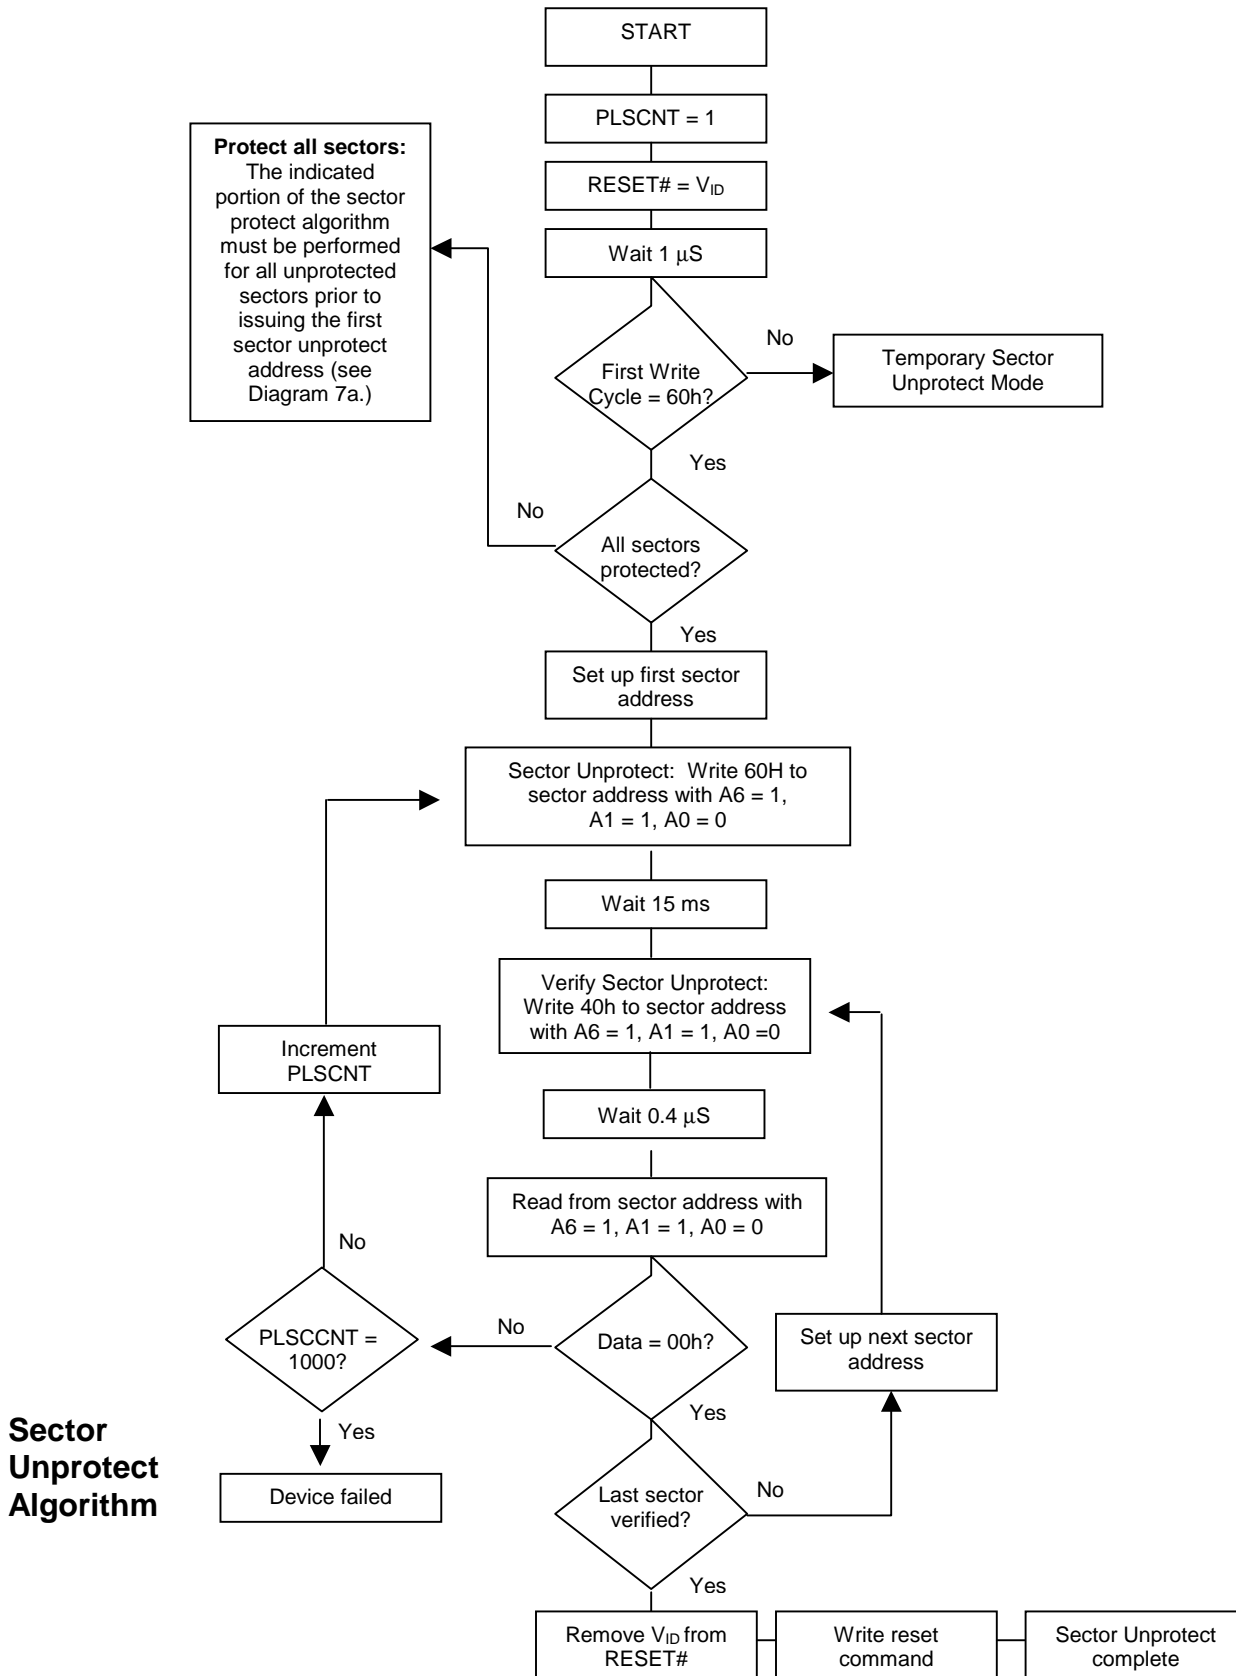 START
PLSCNT = 1
Protect all sectors:
The indicated
portion of the sector
protect algorithm
must be performed
for all unprotected
sectors prior to
issuing the first
sector unprotect
address (see
Diagram 7a.)
RESET# = VID
Wait 1 μS
First Write
Cycle = 60h?
No
Temporary Sector
Unprotect Mode
Yes
No
All sectors
protected?
Yes
Set up first sector
address
Sector Unprotect: Write 60H to
sector address with A6 = 1,
A1 = 1, A0 = 0
Wait 15 ms
Verify Sector Unprotect:
Write 40h to sector address
with A6 = 1, A1 = 1, A0 =0
Increment
PLSCNT
Wait 0.4 μS
Read from sector address with
A6 = 1, A1 = 1, A0 = 0
No
PLSCCNT =
1000?
No
Data = 00h?
Set up next sector
address
Yes
Yes
Sector
Unprotect
Algorithm
Device failed
Last sector
verified?
No
Yes
Remove VID from
RESET#
Write reset
command
Sector Unprotect
complete